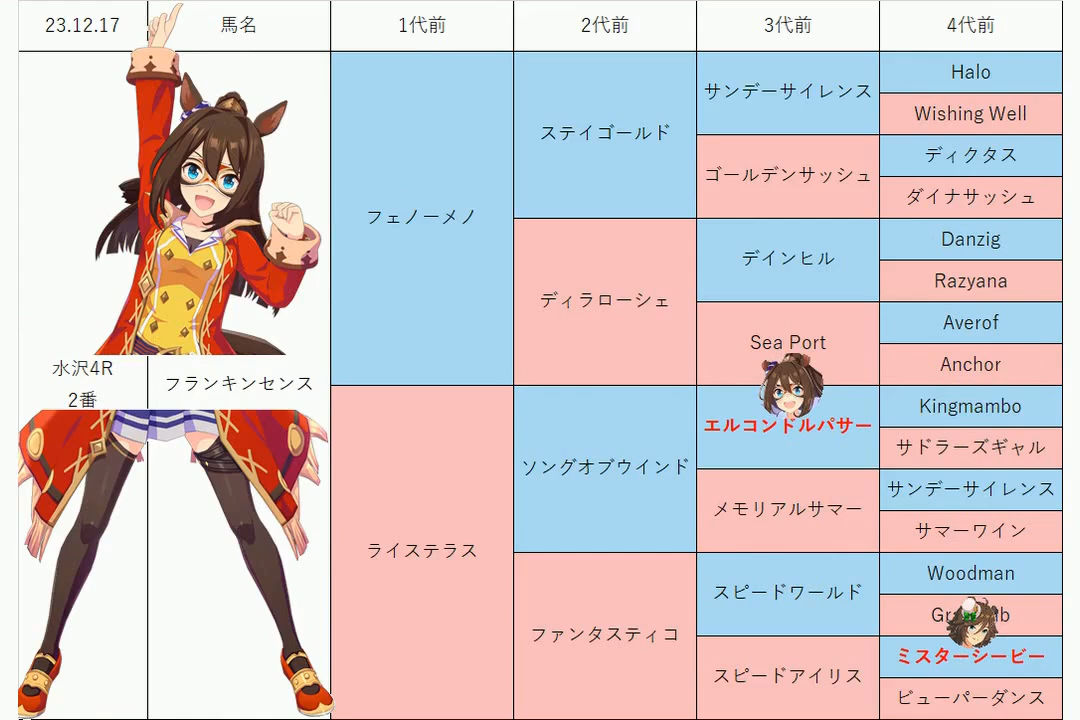 23.12.17
馬名
1代前
2代前
3代前
4代前
水沢4R
2番
フランキンセンス
フェノーメノ
ライステラス
ステイゴールド
ディラローシェ
ソングオブウインド
ファンタスティコ
サンデーサイレンス
ゴールデンサッシュ
デインヒル
Sea Port
エルコンドルパサー
メモリアルサマー
スピードワールド
スピードアイリス
Halo
Wishing Well
ディクタス
ダイナサッシュ
Danzig
Razyana
Averof
Anchor
Kingmambo
サドラーズギャル
サンデーサイレンス
サマーワイン
Woodman
ミスターシービー
ビューパーダンス